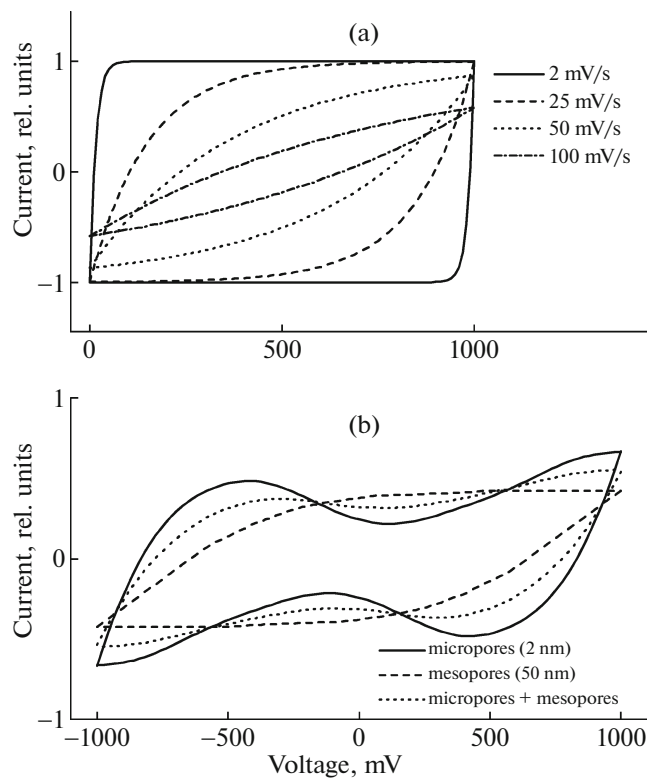 (a)
Current, rel. units
1
0
−1
0
500
1000
2 mV/s
25 mV/s
50 mV/s
100 mV/s
(b)
Current, rel. units
1
0
−1
−1000
−500
0
500
1000
Voltage, mV
micropores (2 nm)
mesopores (50 nm)
micropores + mesopores